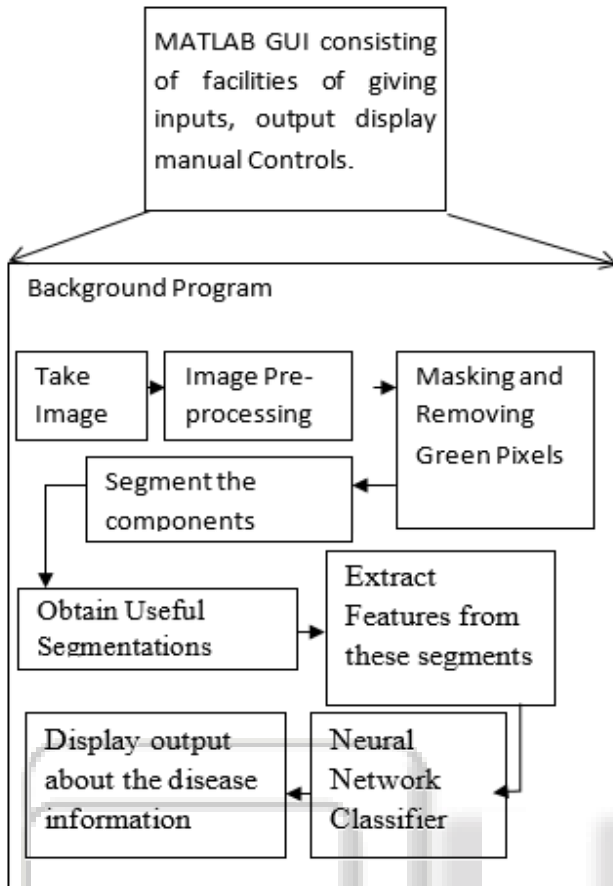 MATLAB GUI consisting
of facilities of giving
inputs, output display
manual Controls.
Background Program
Take
Image
Image Pre-
processing
Masking and
Removing
Green Pixels
Segment the
components
Obtain Useful
Segmentations
Extract
Features from
these segments
Neural
Network
Classifier
Display output
about the disease
information